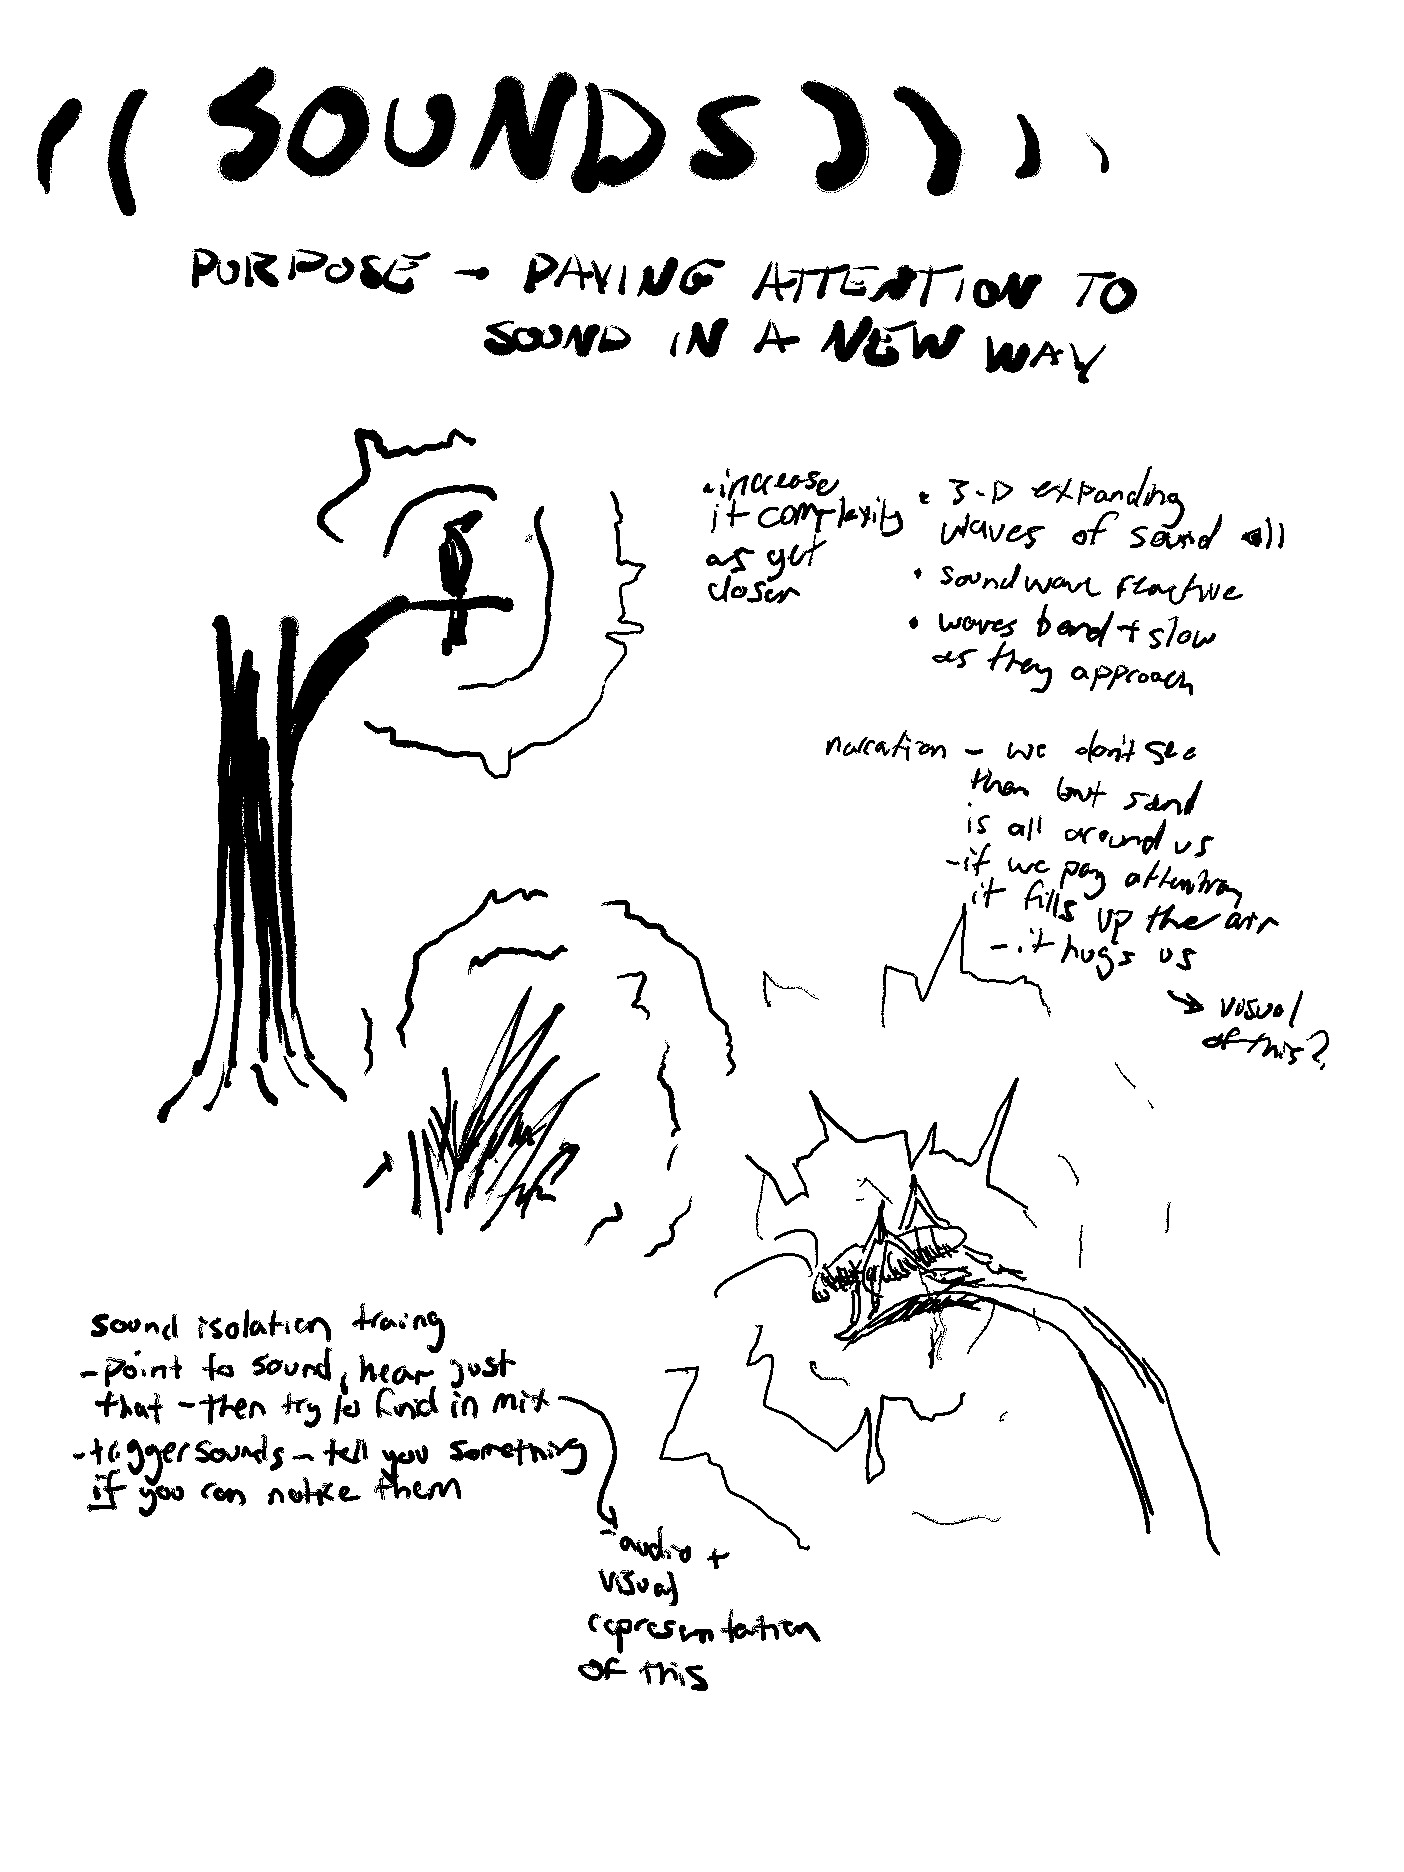 ((SOUNDS))))
PURPOSE - PAYING ATTENTION TO
SOUND IN A NEW WAY
• increase
it complexity
as get
closer
• 3-D expanding
waves of sound
• soundwave
• waves bend + slow
as they approach
narration - we don't see
them but sound
is all around us
- if we pay attention
it fills up the air
- it hugs us
→ visual
of this?
sound isolation traing
- point to sound, hear just
that - then try to find in mix
- trigger sounds - tell you something
if you can notice them
- audio +
visual
representation
of this